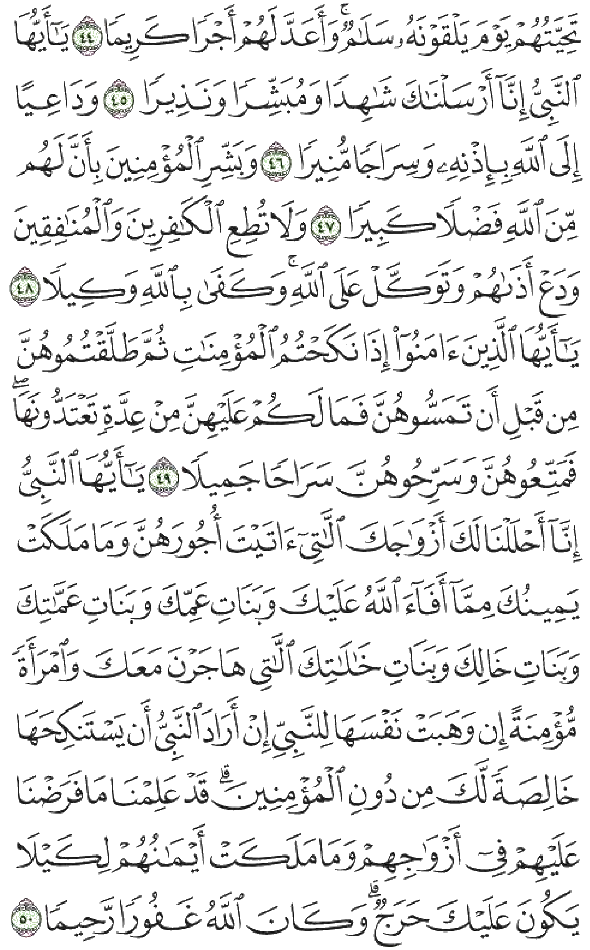 تَحِيَّتُهُمْ يَوْمَ يَلْقَوْنَهُۥ سَلَٰمٌۭ ۚ وَأَعَدَّ لَهُمْ أَجْرًۭا كَرِيمًۭا ٤٤ يَٰٓأَيُّهَا
ٱلنَّبِىُّ إِنَّآ أَرْسَلْنَٰكَ شَٰهِدًۭا وَمُبَشِّرًۭا وَنَذِيرًۭا ٤٥ وَدَاعِيًا
إِلَى ٱللَّهِ بِإِذْنِهِۦ وَسِرَاجًۭا مُّنِيرًۭا ٤٦ وَبَشِّرِ ٱلْمُؤْمِنِينَ بِأَنَّ لَهُم
مِّنَ ٱللَّهِ فَضْلًۭا كَبِيرًۭا ٤٧ وَلَا تُطِعِ ٱلْكَٰفِرِينَ وَٱلْمُنَٰفِقِينَ
وَدَعْ أَذَىٰهُمْ وَتَوَكَّلْ عَلَى ٱللَّهِ ۚ وَكَفَىٰ بِٱللَّهِ وَكِيلًۭا ٤٨
يَٰٓأَيُّهَا ٱلَّذِينَ ءَامَنُوٓا۟ إِذَا نَكَحْتُمُ ٱلْمُؤْمِنَٰتِ ثُمَّ طَلَّقْتُمُوهُنَّ
مِن قَبْلِ أَن تَمَسُّوهُنَّ فَمَا لَكُمْ عَلَيْهِنَّ مِنْ عِدَّةٍۢ تَعْتَدُّونَهَا ۖ
فَمَتِّعُوهُنَّ وَسَرِّحُوهُنَّ سَرَاحًۭا جَمِيلًۭا ٤٩ يَٰٓأَيُّهَا ٱلنَّبِىُّ
إِنَّآ أَحْلَلْنَا لَكَ أَزْوَٰجَكَ ٱلَّٰتِىٓ ءَاتَيْتَ أُجُورَهُنَّ وَمَا مَلَكَتْ
يَمِينُكَ مِمَّآ أَفَآءَ ٱللَّهُ عَلَيْكَ وَبَنَاتِ عَمِّكَ وَبَنَاتِ عَمَّٰتِكَ
وَبَنَاتِ خَالِكَ وَبَنَاتِ خَٰلَٰتِكَ ٱلَّٰتِى هَاجَرْنَ مَعَكَ وَٱمْرَأَةًۭ
مُّؤْمِنَةً إِن وَهَبَتْ نَفْسَهَا لِلنَّبِىِّ إِنْ أَرَادَ ٱلنَّبِىُّ أَن يَسْتَنكِحَهَا
خَالِصَةًۭ لَّكَ مِن دُونِ ٱلْمُؤْمِنِينَ ۗ قَدْ عَلِمْنَا مَا فَرَضْنَا
عَلَيْهِمْ فِىٓ أَزْوَٰجِهِمْ وَمَا مَلَكَتْ أَيْمَٰنُهُمْ لِكَيْلَا
يَكُونَ عَلَيْكَ حَرَجٌۭ ۗ وَكَانَ ٱللَّهُ غَفُورًۭا رَّحِيمًۭا ٥٠